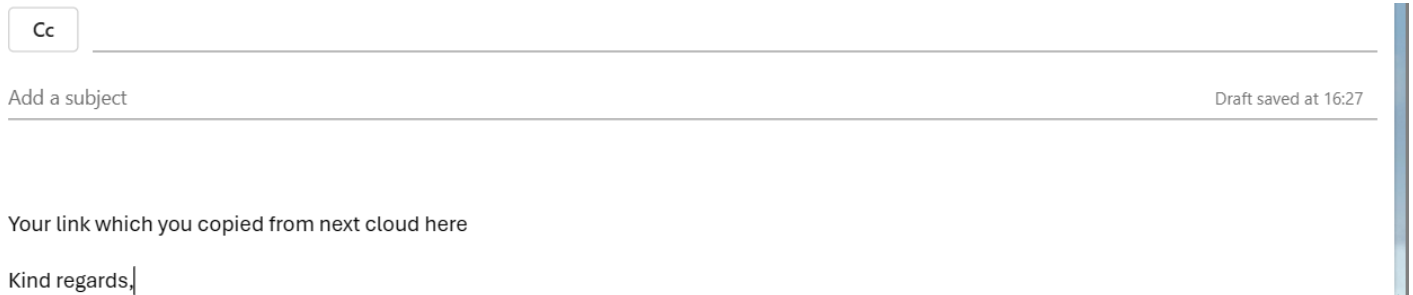 Cc
Add a subject
Draft saved at 16:27
Your link which you copied from next cloud here
Kind regards,